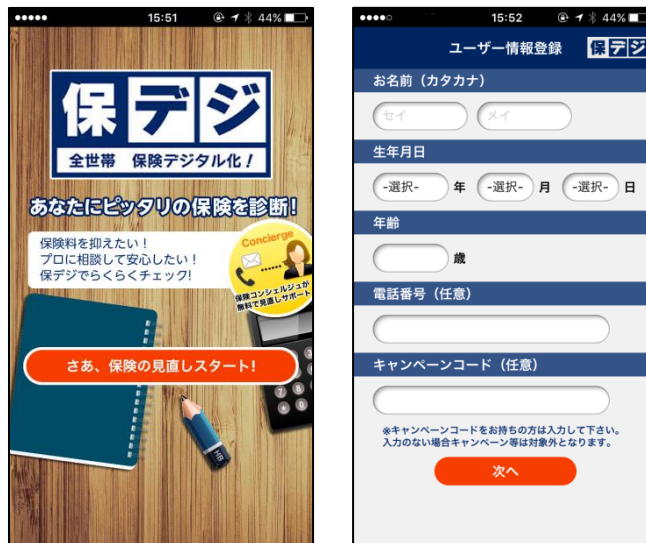 15:51
44%
保デジ
全世帯 保険デジタル化!
あなたにピッタリの保険を診断!
保険料を抑えたい!
プロに相談して安心したい!
保デジでらくらくチェック!
Concierge
保険コンシェルジュが
無料で見直しサポート
さあ、保険の見直しスタート!
HB
15:52
44%
ユーザー情報登録
保デジ
お名前(カタカナ)
セイ メイ
生年月日
-選択- 年 -選択- 月 -選択- 日
年齢
歳
電話番号(任意)
キャンペーンコード(任意)
※キャンペーンコードをお持ちの方は入力して下さい。
入力のない場合キャンペーン等は対象外となります。
次へ